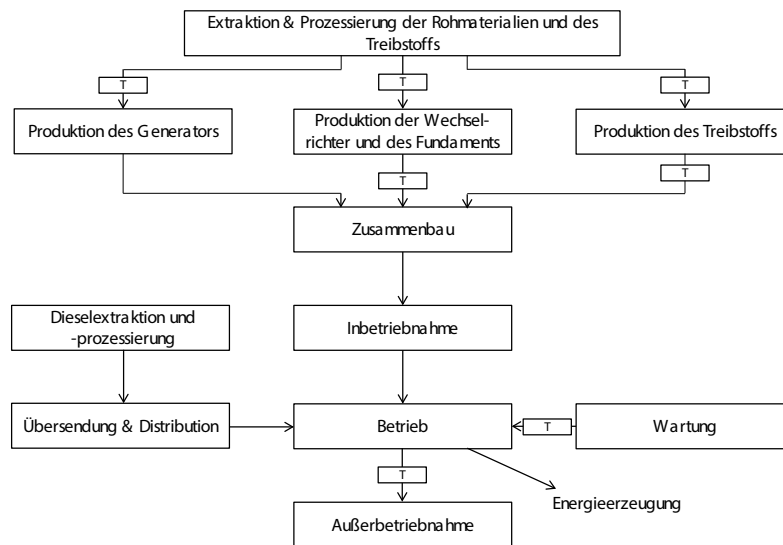 Extraktion & Prozessierung der Rohmaterialien und des
Treibstoffs
T
T
T
Produktion des Generators
Produktion der Wechsel-
richter und des Fundaments
Produktion des Treibstoffs
T
T
Zusammenbau
Dieselextraktion und
-prozessierung
Inbetriebnahme
Übersendung & Distribution
Betrieb
T
Wartung
T
Energieerzeugung
Außerbetriebnahme